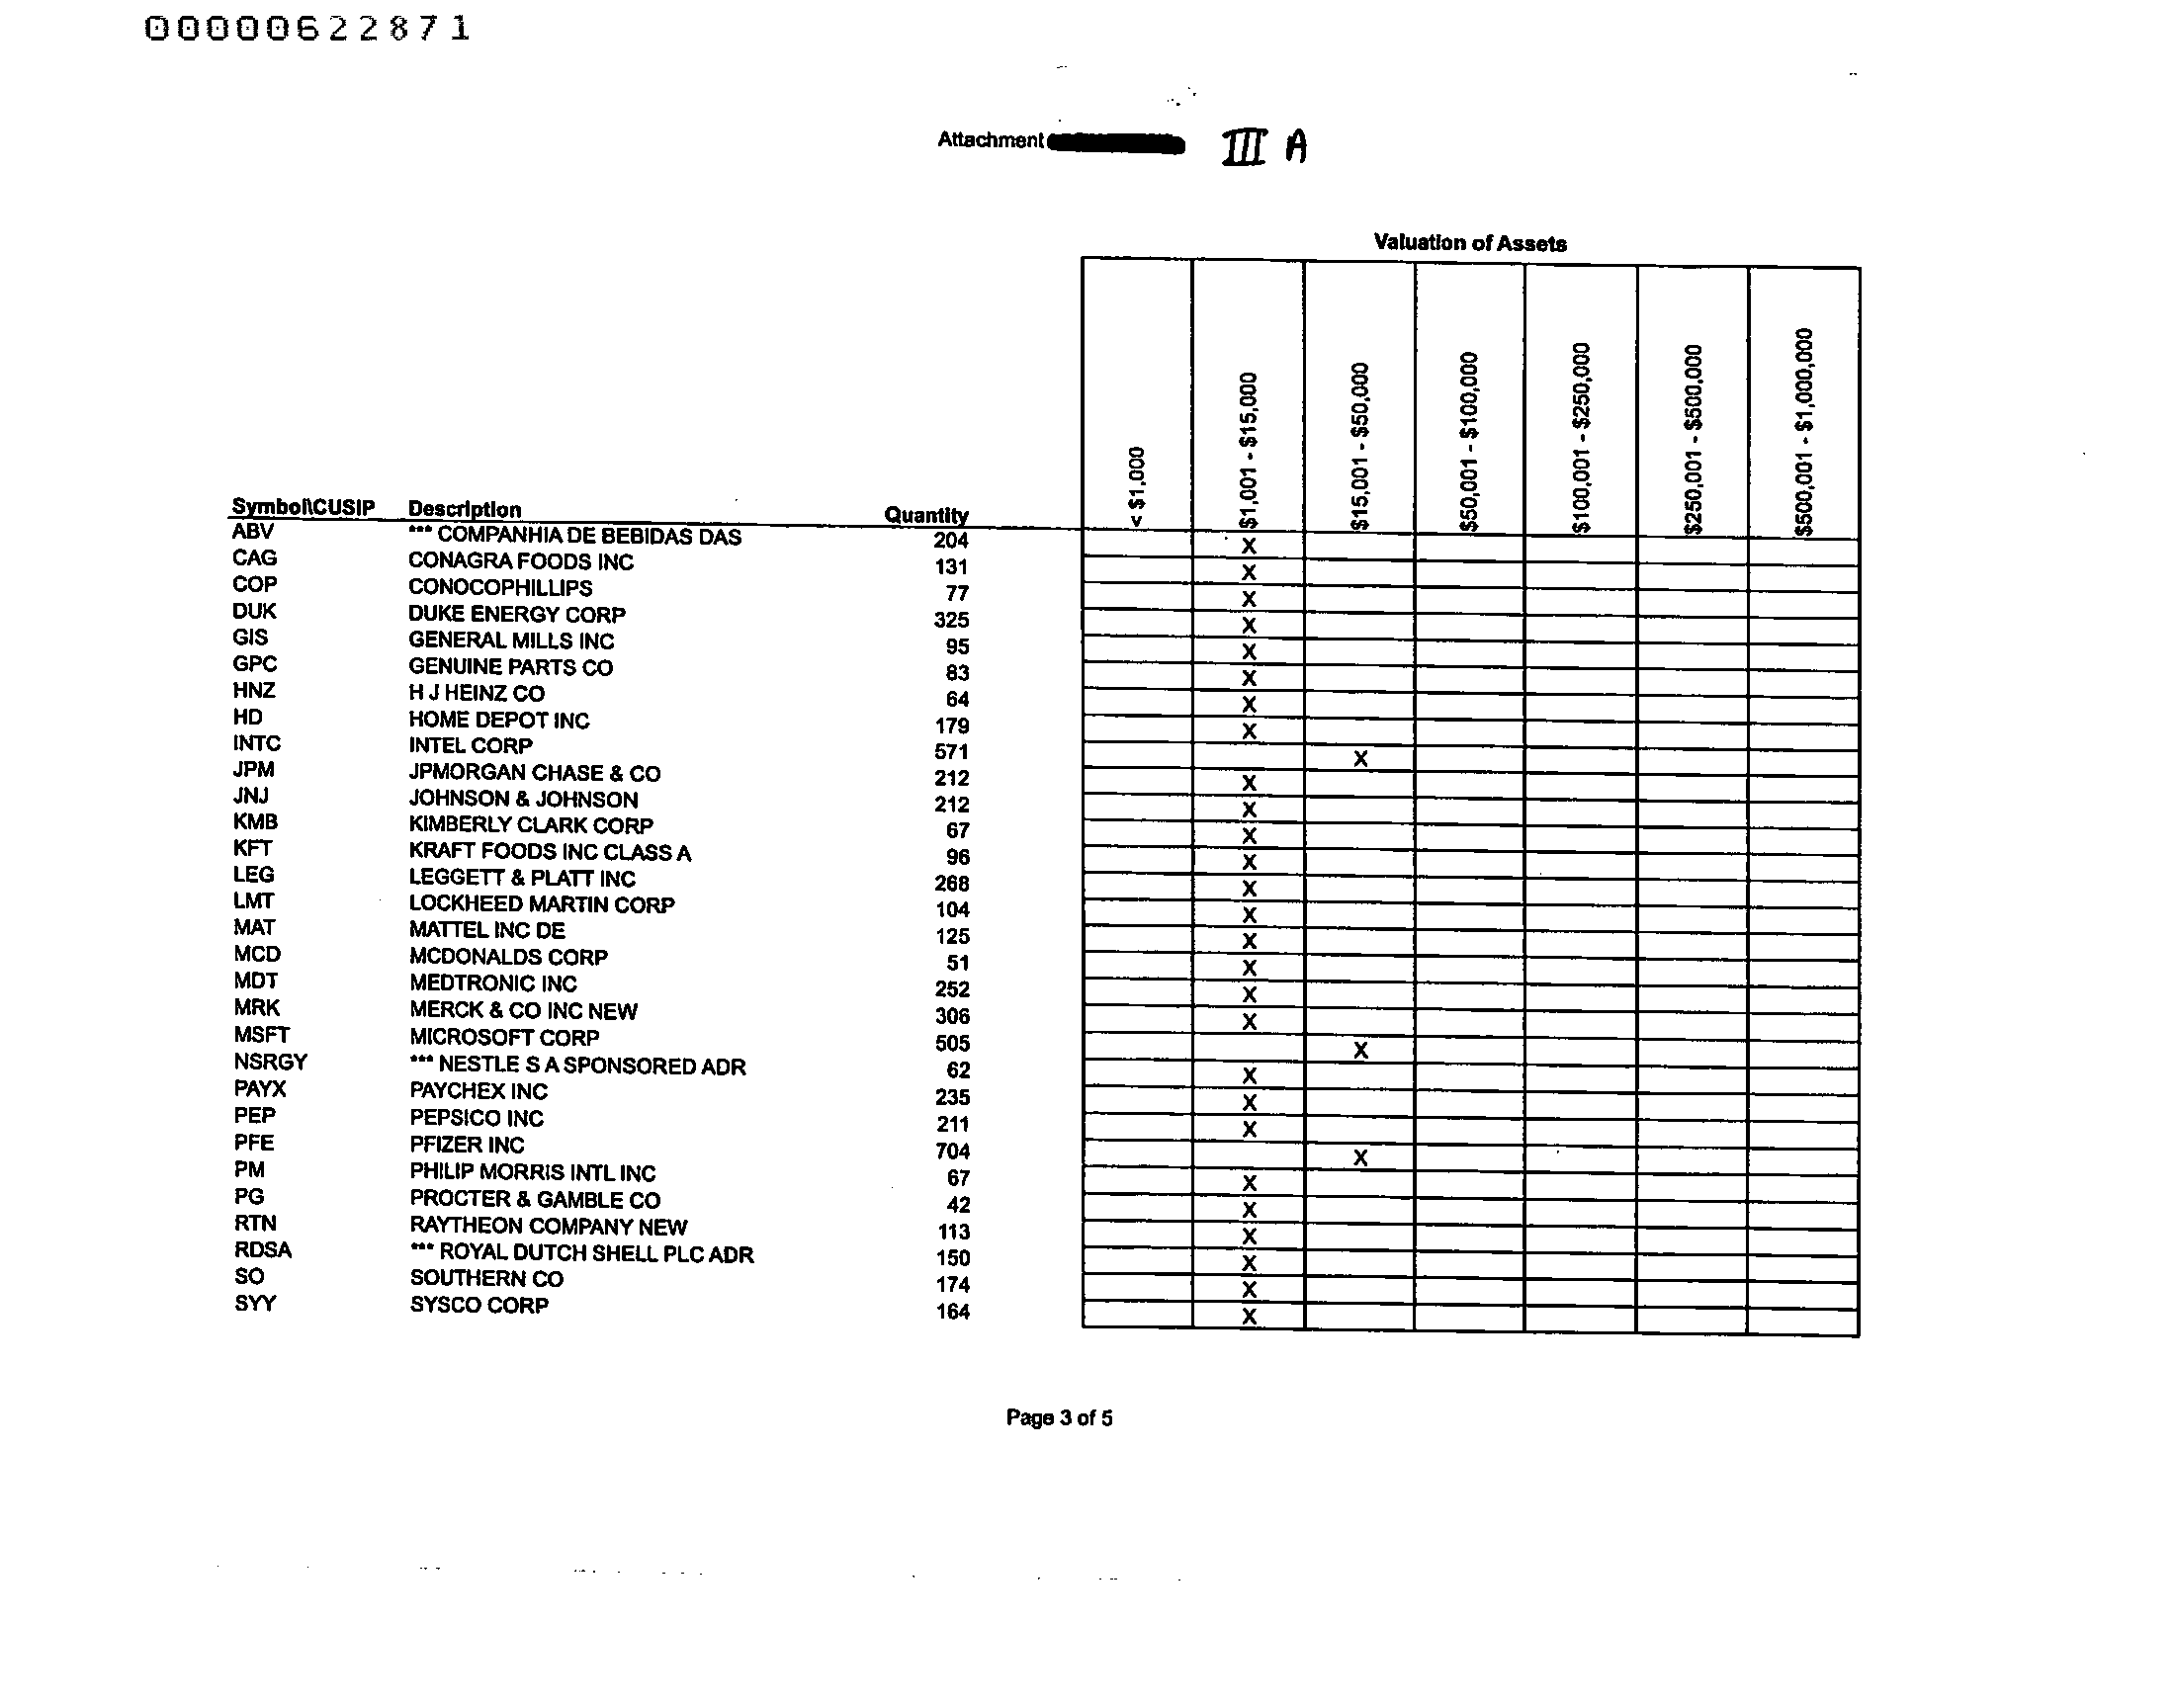 00000622871
Attachment III A
Valuation of Assets
Symbol\CUSIP Description Quantity < $1,000 $1,001 - $15,000 $15,001 - $50,000 $50,001 - $100,000 $100,001 - $250,000 $250,001 - $500,000 $500,001 - $1,000,000
ABV *** COMPANHIA DE BEBIDAS DAS 204 X
CAG CONAGRA FOODS INC 131 X
COP CONOCOPHILLIPS 77 X
DUK DUKE ENERGY CORP 325 X
GIS GENERAL MILLS INC 95 X
GPC GENUINE PARTS CO 83 X
HNZ H J HEINZ CO 64 X
HD HOME DEPOT INC 179 X
INTC INTEL CORP 571 X
JPM JPMORGAN CHASE & CO 212 X
JNJ JOHNSON & JOHNSON 212 X
KMB KIMBERLY CLARK CORP 67 X
KFT KRAFT FOODS INC CLASS A 96 X
LEG LEGGETT & PLATT INC 268 X
LMT LOCKHEED MARTIN CORP 104 X
MAT MATTEL INC DE 125 X
MCD MCDONALDS CORP 51 X
MDT MEDTRONIC INC 252 X
MRK MERCK & CO INC NEW 306 X
MSFT MICROSOFT CORP 505 X
NSRGY *** NESTLE S A SPONSORED ADR 62 X
PAYX PAYCHEX INC 235 X
PEP PEPSICO INC 211 X
PFE PFIZER INC 704 X
PM PHILIP MORRIS INTL INC 67 X
PG PROCTER & GAMBLE CO 42 X
RTN RAYTHEON COMPANY NEW 113 X
RDSA *** ROYAL DUTCH SHELL PLC ADR 150 X
SO SOUTHERN CO 174 X
SYY SYSCO CORP 164 X
Page 3 of 5